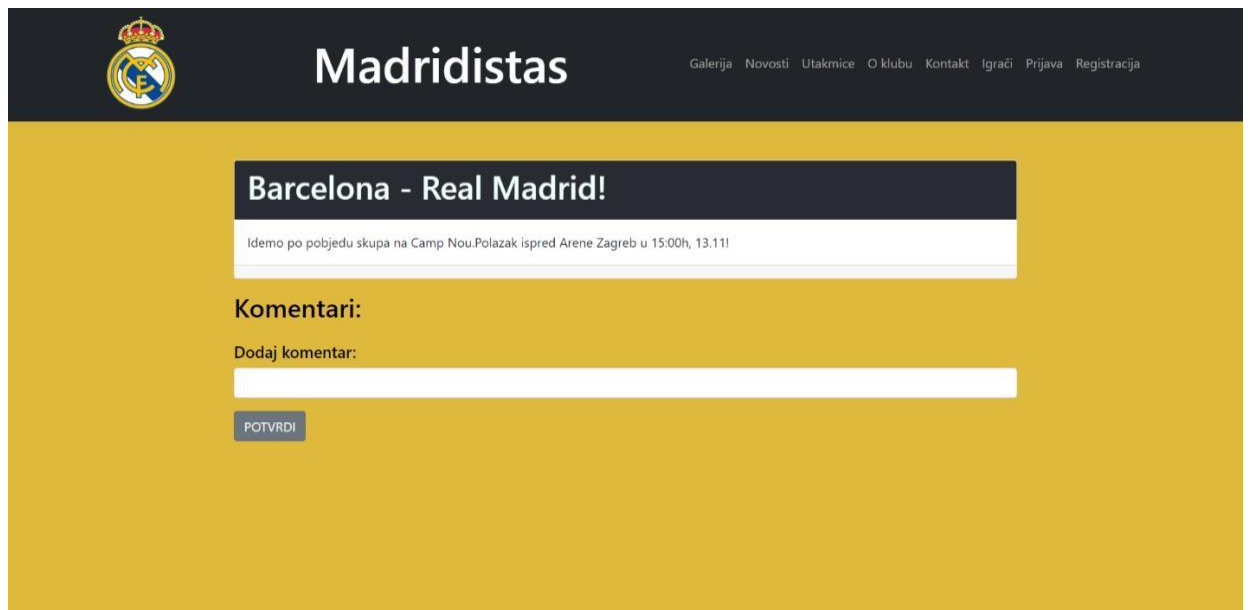 Madridistas
Galerija Novosti Utakmice O klubu Kontakt Igrači Prijava Registracija
Barcelona - Real Madrid!
Idemo po pobjedu skupa na Camp Nou.Polazak ispred Arene Zagreb u 15:00h, 13.11!
Komentari:
Dodaj komentar:
POTVRDI